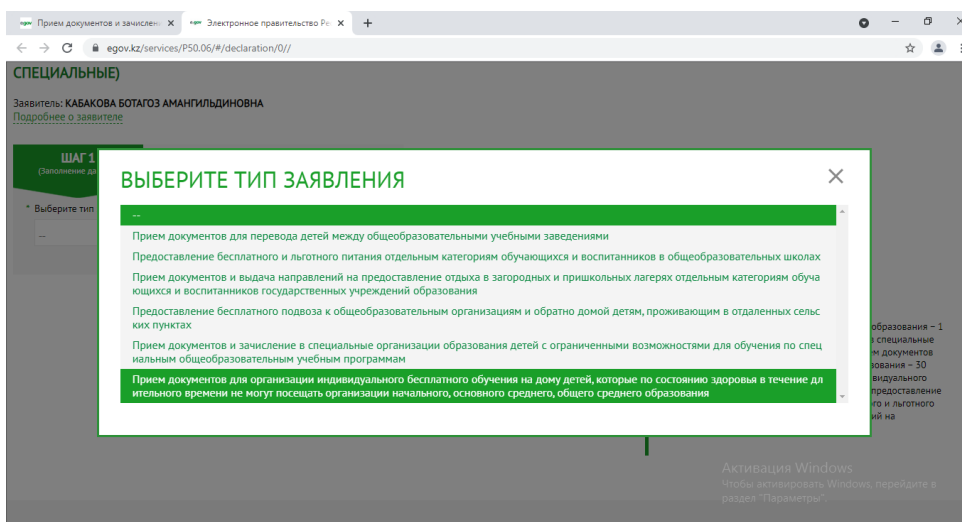 Прием документов и зачислен
Электронное правительство Ре
egov.kz/services/P50.06/#/declaration/0//
СПЕЦИАЛЬНЫЕ)
Заявитель: КАБАКОВА БОТАГОЗ АМАНГИЛЬДИНОВНА
Подробнее о заявителе
ШАГ 1
(Заполнение да
* Выберите тип
--
ВЫБЕРИТЕ ТИП ЗАЯВЛЕНИЯ
--
Прием документов для перевода детей между общеобразовательными учебными заведениями
Предоставление бесплатного и льготного питания отдельным категориям обучающихся и воспитанников в общеобразовательных школах
Прием документов и выдача направлений на предоставление отдыха в загородных и пришкольных лагерях отдельным категориям обуча
ющихся и воспитанников государственных учреждений образования
Предоставление бесплатного подвоза к общеобразовательным организациям и обратно домой детям, проживающим в отдаленных сельс
ких пунктах
Прием документов и зачисление в специальные организации образования детей с ограниченными возможностями для обучения по спец
иальным общеобразовательным учебным программам
Прием документов для организации индивидуального бесплатного обучения на дому детей, которые по состоянию здоровья в течение дл
ительного времени не могут посещать организации начального, основного среднего, общего среднего образования
образования – 1
в специальные
ем документов
зования – 30
видуального
предоставление
го и льготного
ий на
Активация Windows
Чтобы активировать Windows, перейдите в
раздел "Параметры".